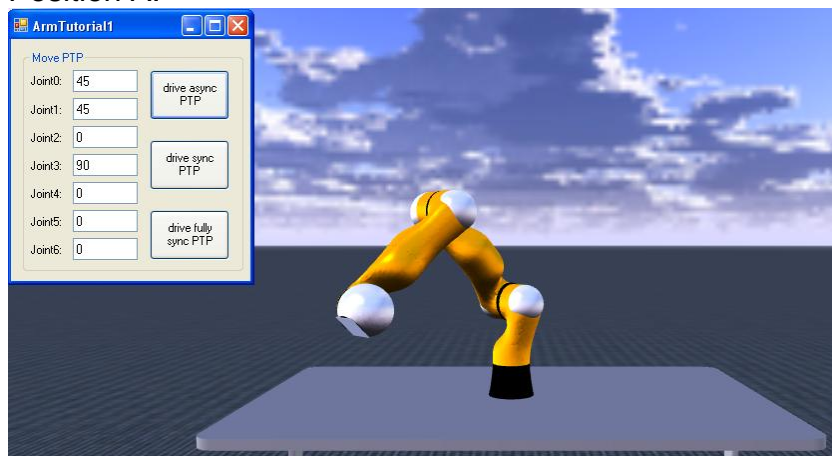 ArmTutorial1
Move PTP
Joint0: 45
Joint1: 45
Joint2: 0
Joint3: 90
Joint4: 0
Joint5: 0
Joint6: 0
drive async
PTP
drive sync
PTP
drive fully
sync PTP